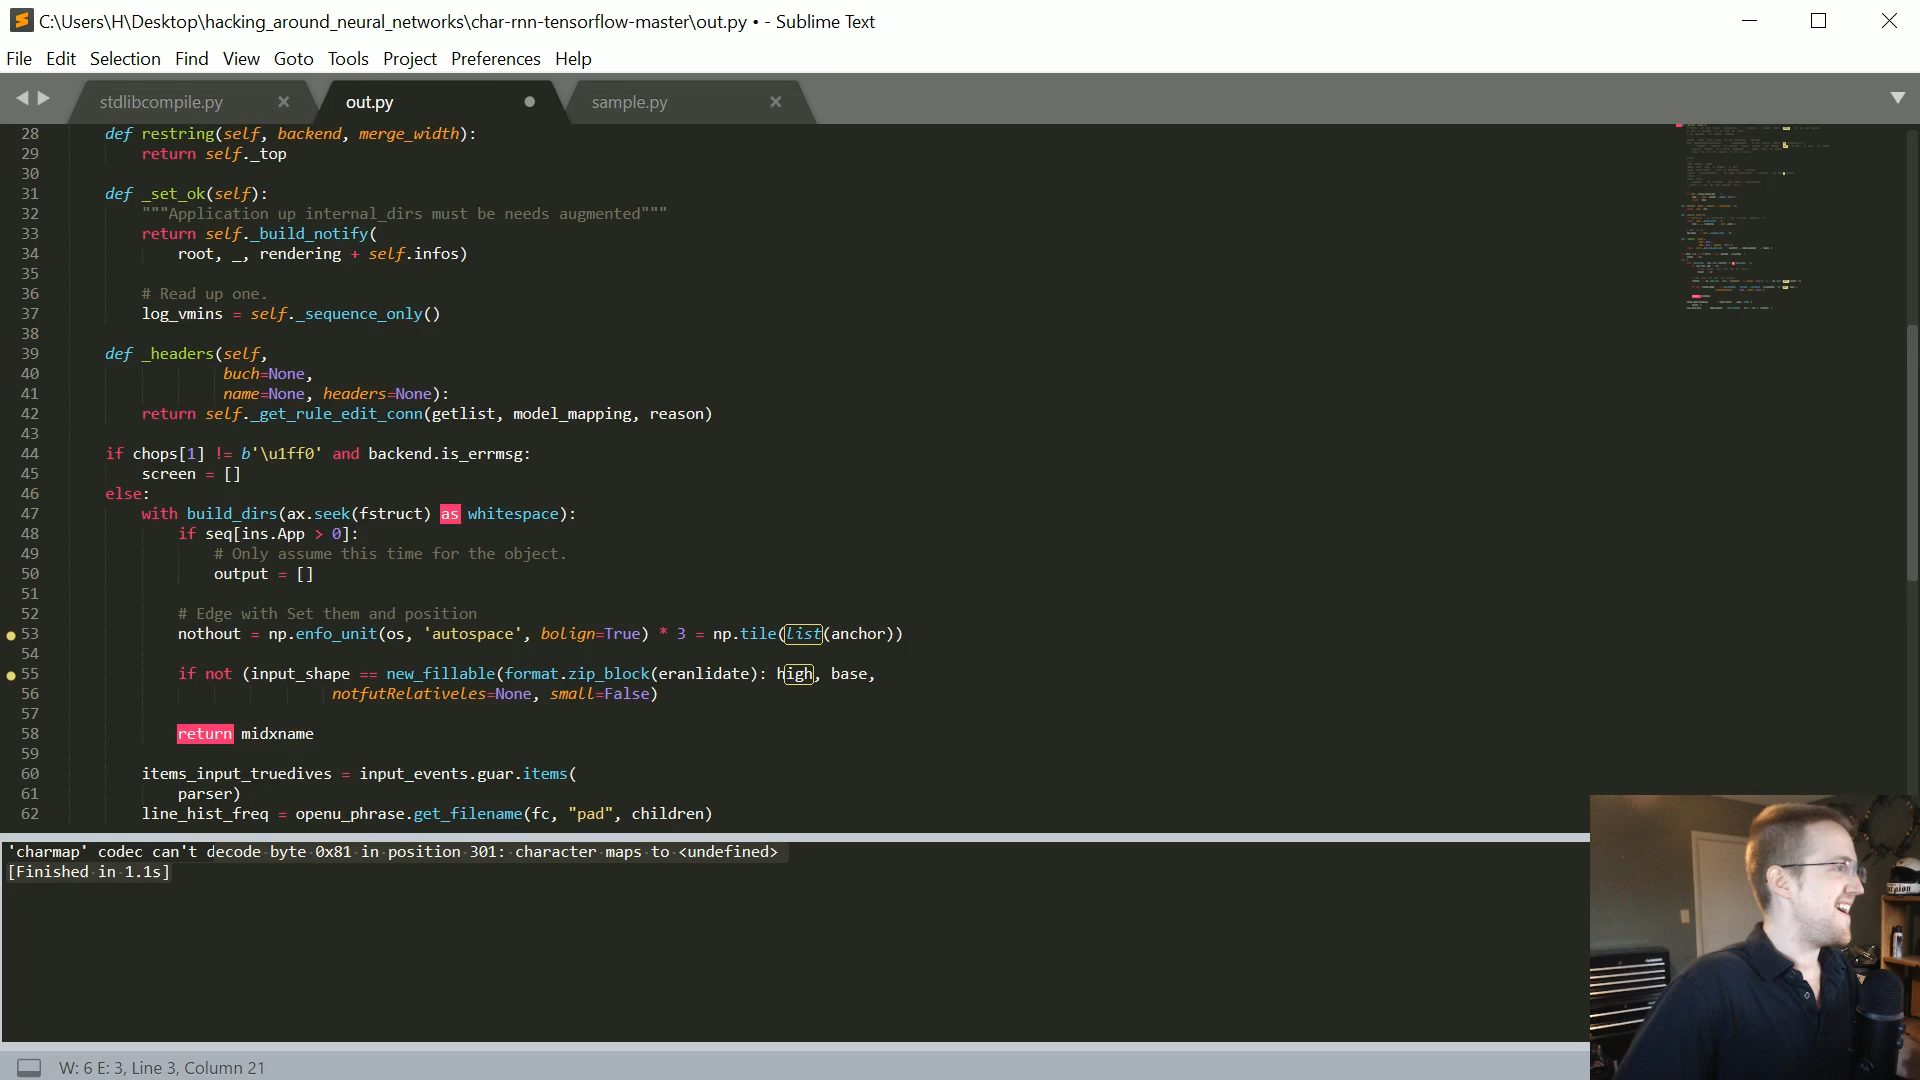 C:\Users\H\Desktop\hacking_around_neural_networks\char-rnn-tensorflow-master\out.py • - Sublime Text
File Edit Selection Find View Goto Tools Project Preferences Help
stdlibcompile.py out.py sample.py
28 def restring(self, backend, merge_width):
29 return self._top
30
31 def _set_ok(self):
32 """Application up internal_dirs must be needs augmented"""
33 return self._build_notify(
34 root, _, rendering + self.infos)
35
36 # Read up one.
37 log_vmins = self._sequence_only()
38
39 def _headers(self,
40 buch=None,
41 name=None, headers=None):
42 return self._get_rule_edit_conn(getlist, model_mapping, reason)
43
44 if chops[1] != b'\u1ff0' and backend.is_errmsg:
45 screen = []
46 else:
47 with build_dirs(ax.seek(fstruct) as whitespace):
48 if seq[ins.App > 0]:
49 # Only assume this time for the object.
50 output = []
51
52 # Edge with Set them and position
53 nothout = np.enfo_unit(os, 'autospace', bolign=True) * 3 = np.tile(list(anchor))
54
55 if not (input_shape == new_fillable(format.zip_block(eranlidate): high, base,
56 notfutRelativeles=None, small=False)
57
58 return midxname
59
60 items_input_truedives = input_events.guar.items(
61 parser)
62 line_hist_freq = openu_phrase.get_filename(fc, "pad", children)
'charmap' codec can't decode byte 0x81 in position 301: character maps to <undefined>
[Finished in 1.1s]
W: 6 E: 3, Line 3, Column 21